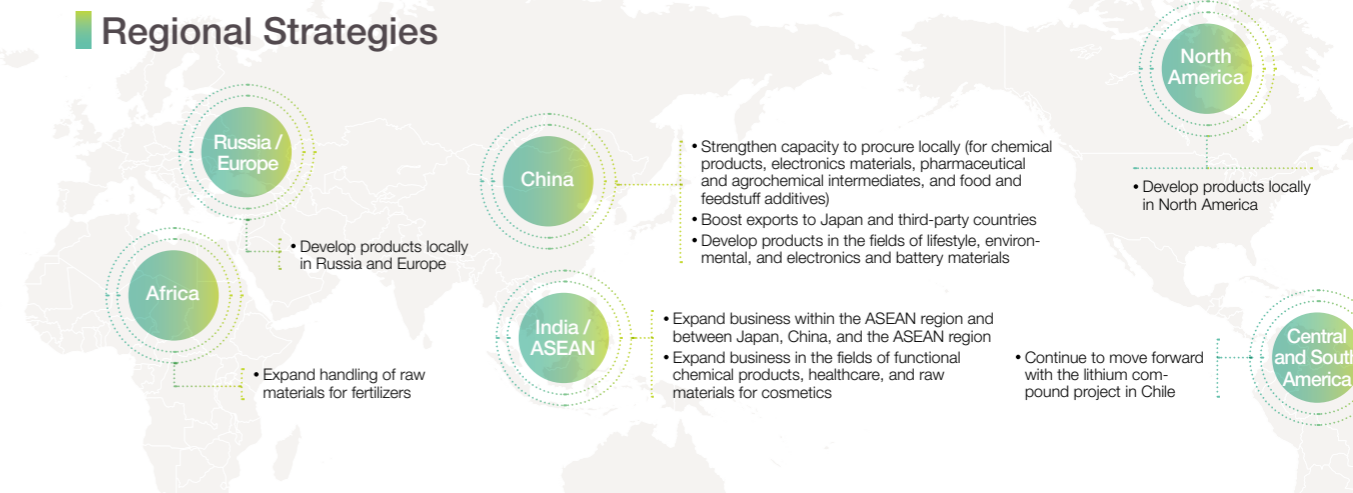 Regional Strategies
Russia /
Europe
• Develop products locally
in Russia and Europe
Africa
• Expand handling of raw
materials for fertilizers
China
• Strengthen capacity to procure locally (for chemical
products, electronics materials, pharmaceutical
and agrochemical intermediates, and food and
feedstuff additives)
• Boost exports to Japan and third-party countries
• Develop products in the fields of lifestyle, environ-
mental, and electronics and battery materials
India /
ASEAN
• Expand business within the ASEAN region and
between Japan, China, and the ASEAN region
• Expand business in the fields of functional
chemical products, healthcare, and raw
materials for cosmetics
North
America
• Develop products locally
in North America
Central
and South
America
• Continue to move forward
with the lithium com-
pound project in Chile